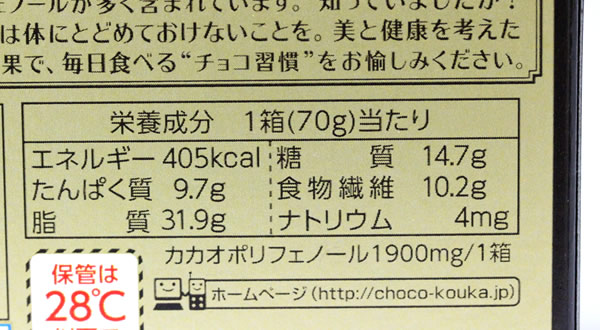 ノールが多く含まれています。知っていましたか?
は体にとどめておけないことを。美と健康を考えた
果で、毎日食べる“チョコ習慣”をお愉しみください。
栄養成分 1箱(70g)当たり
エネルギー 405kcal 糖質 14.7g
たんぱく質 9.7g 食物繊維 10.2g
脂質 31.9g ナトリウム 4mg
カカオポリフェノール1900mg/1箱
保管は
28℃
ホームページ(http://choco-kouka.jp)